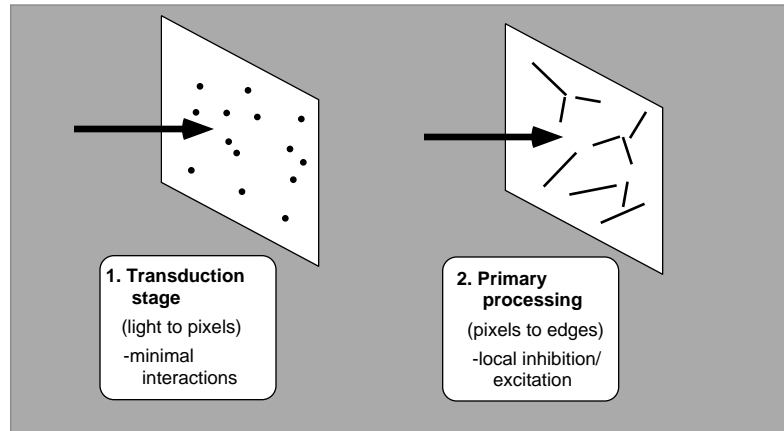 1. Transduction
stage
(light to pixels)
-minimal
interactions
2. Primary
processing
(pixels to edges)
-local inhibition/
excitation